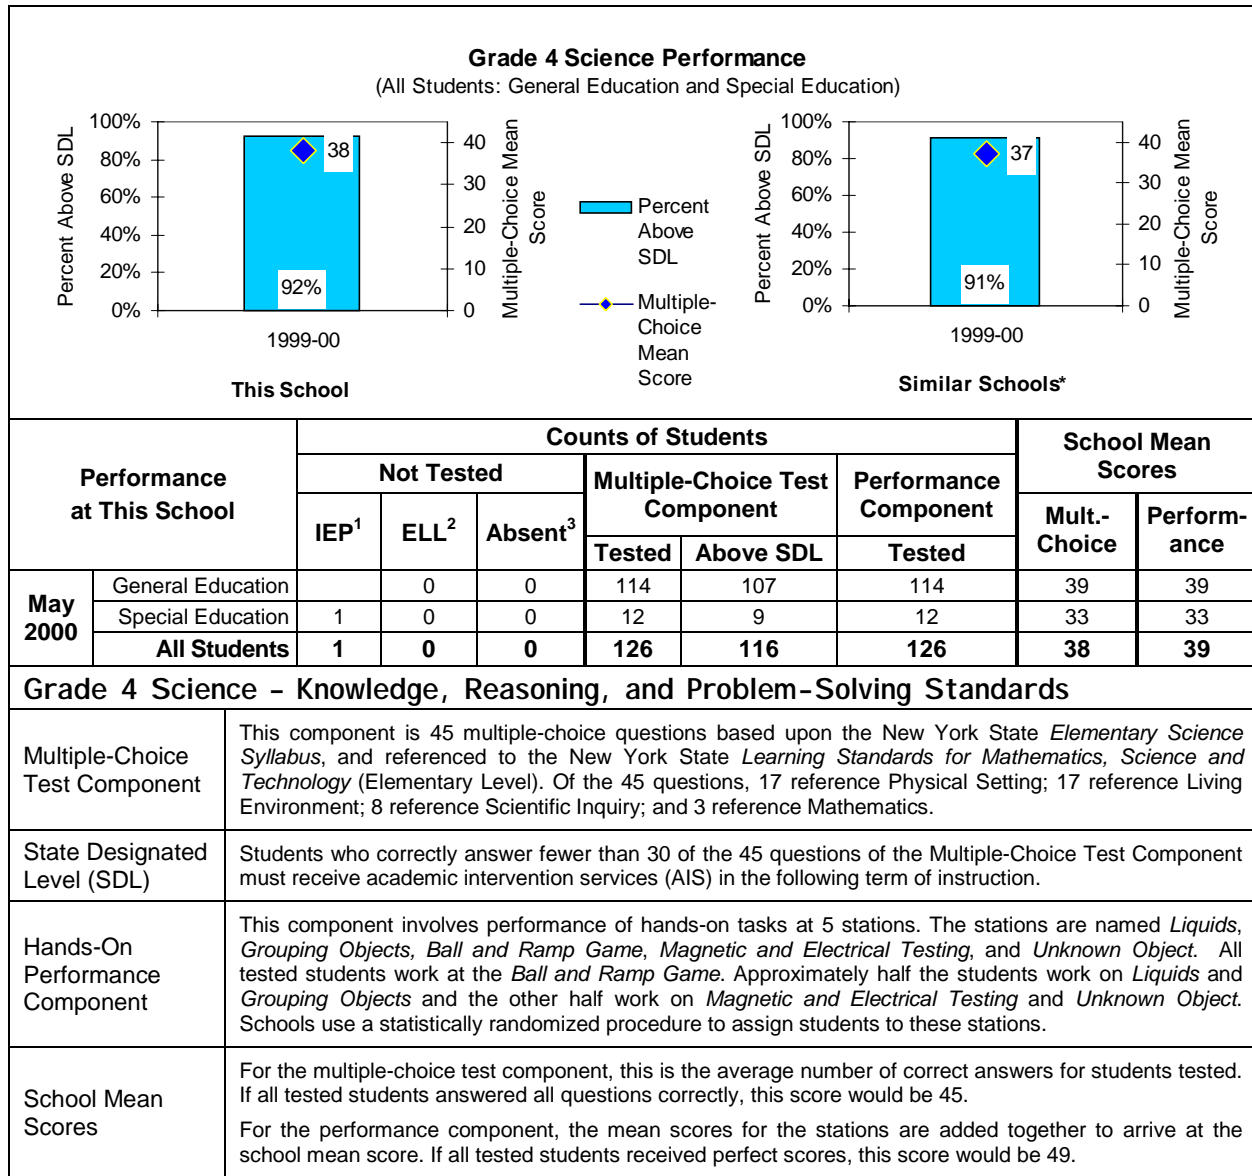 Grade 4 Science Performance
(All Students: General Education and Special Education)
Percent Above SDL
100%
80%
60%
40%
20%
0%
38
92%
40
30
20
10
0
Multiple-Choice Mean
Score
1999-00
This School
Percent
Above
SDL
Multiple-
Choice
Mean
Score
Percent Above SDL
100%
80%
60%
40%
20%
0%
37
91%
40
30
20
10
0
Multiple-Choice Mean
Score
1999-00
Similar Schools*
Performance
at This School
Counts of Students
School Mean
Scores
Not Tested
Multiple-Choice Test
Component
Performance
Component
IEP1 ELL2 Absent3
Mult.-
Choice
Perform-
ance
Tested Above SDL Tested
May
2000
General Education 0 0 114 107 114 39 39
Special Education 1 0 0 12 9 12 33 33
All Students 1 0 0 126 116 126 38 39
Grade 4 Science – Knowledge, Reasoning, and Problem-Solving Standards
Multiple-Choice
Test Component
This component is 45 multiple-choice questions based upon the New York State Elementary Science
Syllabus, and referenced to the New York State Learning Standards for Mathematics, Science and
Technology (Elementary Level). Of the 45 questions, 17 reference Physical Setting; 17 reference Living
Environment; 8 reference Scientific Inquiry; and 3 reference Mathematics.
State Designated
Level (SDL)
Students who correctly answer fewer than 30 of the 45 questions of the Multiple-Choice Test Component
must receive academic intervention services (AIS) in the following term of instruction.
Hands-On
Performance
Component
This component involves performance of hands-on tasks at 5 stations. The stations are named Liquids,
Grouping Objects, Ball and Ramp Game, Magnetic and Electrical Testing, and Unknown Object. All
tested students work at the Ball and Ramp Game. Approximately half the students work on Liquids and
Grouping Objects and the other half work on Magnetic and Electrical Testing and Unknown Object.
Schools use a statistically randomized procedure to assign students to these stations.
School Mean
Scores
For the multiple-choice test component, this is the average number of correct answers for students tested.
If all tested students answered all questions correctly, this score would be 45.
For the performance component, the mean scores for the stations are added together to arrive at the
school mean score. If all tested students received perfect scores, this score would be 49.